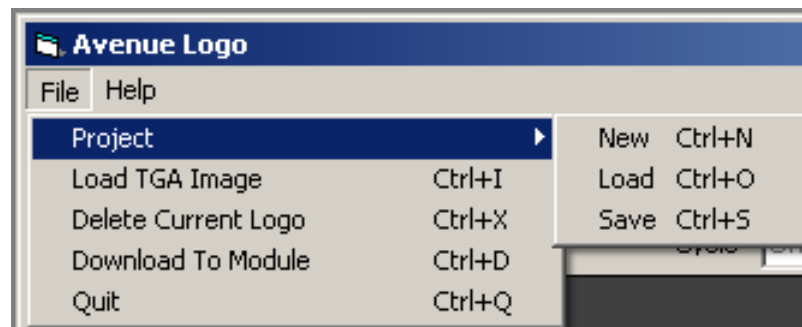 Avenue Logo
File Help
Project
New Ctrl+N
Load TGA Image Ctrl+I
Load Ctrl+O
Delete Current Logo Ctrl+X
Save Ctrl+S
Download To Module Ctrl+D
Quit Ctrl+Q